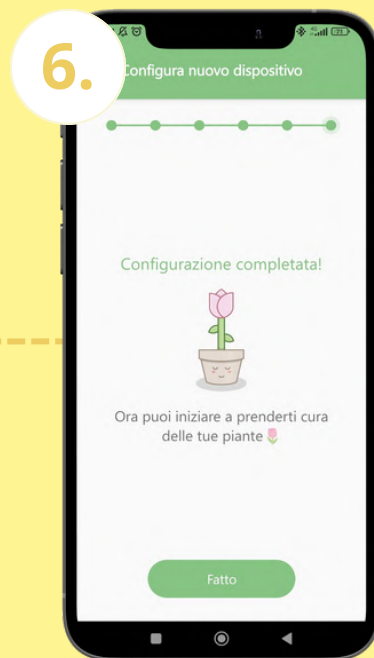 6.
Configura nuovo dispositivo
Configurazione completata!
Ora puoi iniziare a prenderti cura
delle tue piante🌷
Fatto